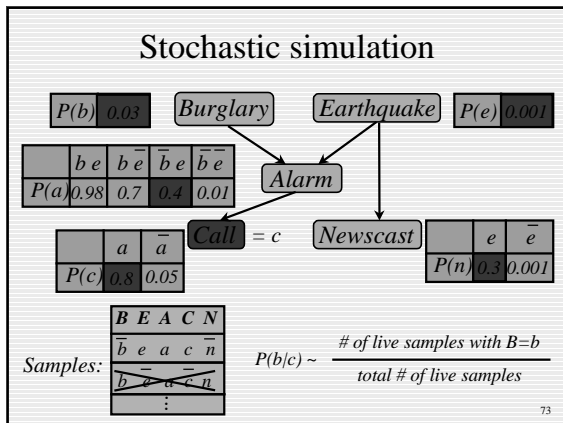 Stochastic simulation
P(b) 0.03 Burglary Earthquake P(e) 0.001
b e b e̅ b̅ e b̅ e̅
P(a) 0.98 0.7 0.4 0.01
Alarm
Call = c Newscast
a a̅
P(c) 0.8 0.05
e e̅
P(n) 0.3 0.001
Samples:
B E A C N
b̅ e a c n̅
b e̅ a c̅ n
⋮
P(b|c) ~ # of live samples with B=b
total # of live samples
73